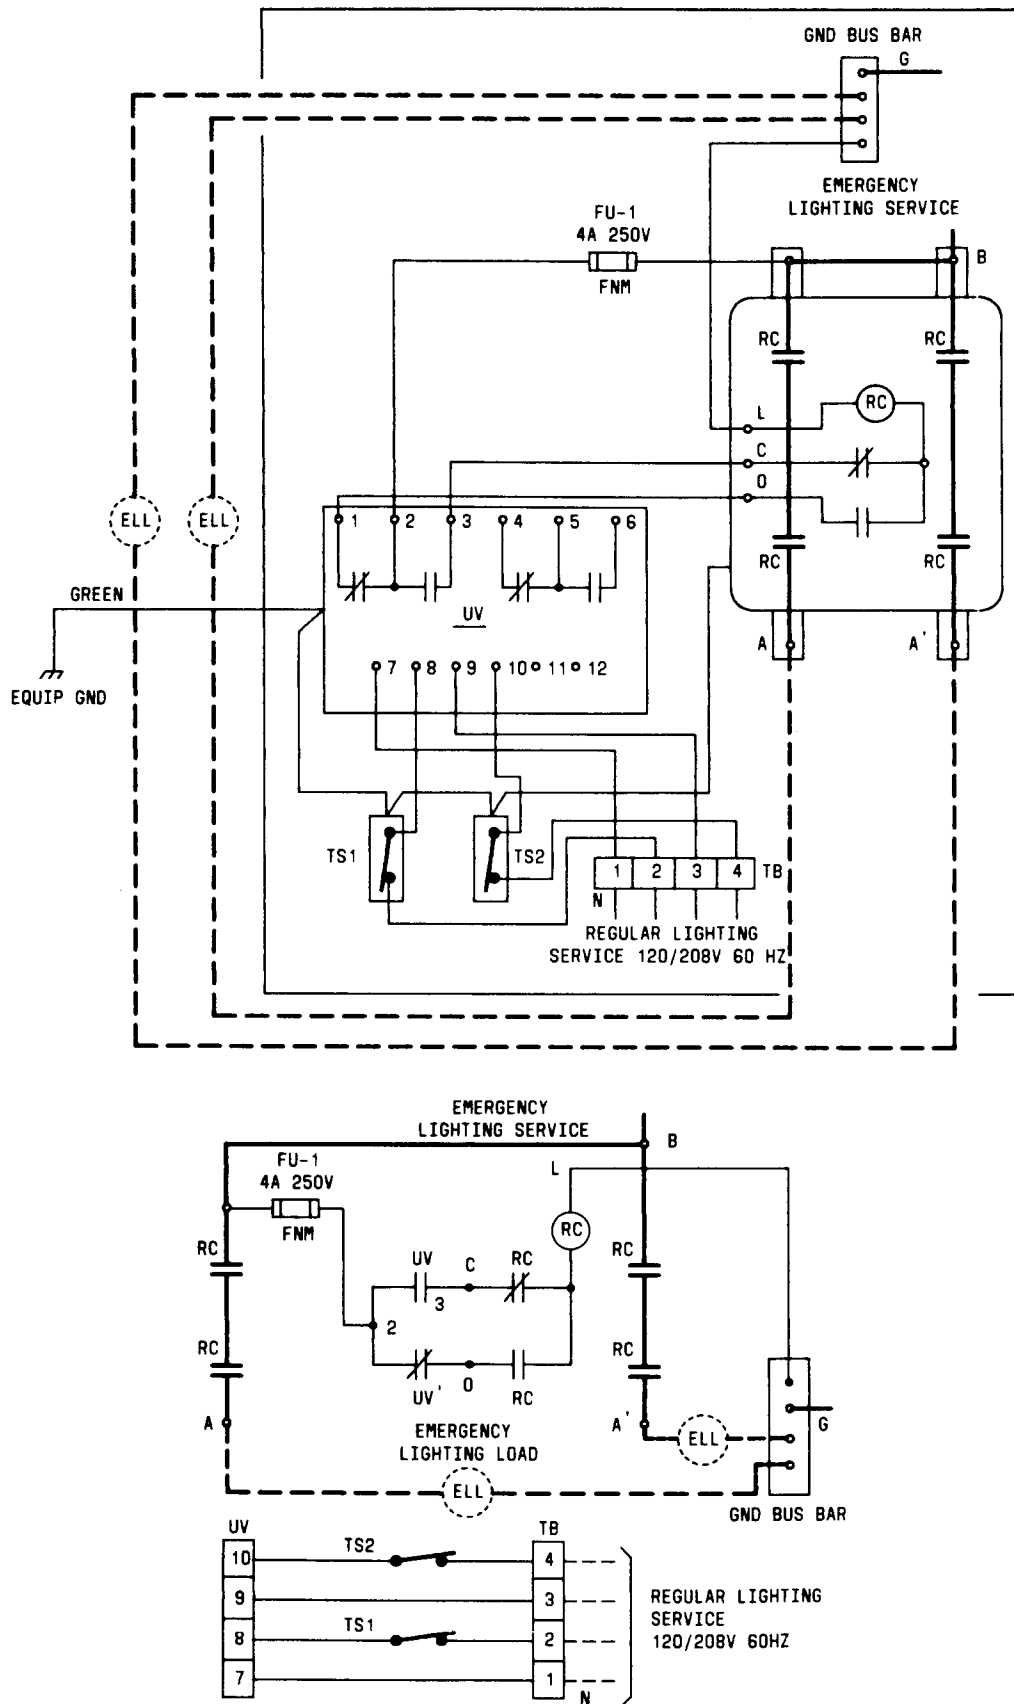 GND BUS BAR
G
EMERGENCY
LIGHTING SERVICE
FU-1
4A 250V
FNM
B
RC
RC
RC
L
C
O
ELL
ELL
1
2
3
4
5
6
RC
RC
GREEN
UV
A
A'
7
8
9
10
11
12
EQUIP GND
TS1
TS2
1
2
3
4
TB
N
REGULAR LIGHTING
SERVICE 120/208V 60 HZ
EMERGENCY
LIGHTING SERVICE
B
FU-1
4A 250V
FNM
L
RC
RC
UV
C
RC
RC
3
2
RC
RC
UV'
O
RC
A
A'
G
EMERGENCY
LIGHTING LOAD
ELL
ELL
GND BUS BAR
UV
TB
10
TS2
4
9
3
8
TS1
2
7
1
N
REGULAR LIGHTING
SERVICE
120/208V 60HZ